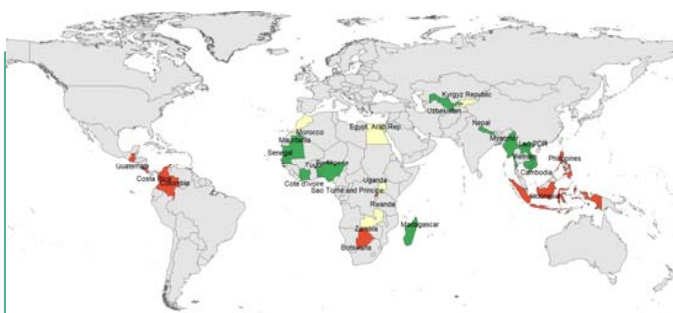 Kyrgyz Republic
Uzbekistan
Nepal
Egypt, Arab Rep.
Morocco
Mauritania
Myanmar
Lao PDR
Senegal
Vietnam
Philippines
Guatemala
Cambodia
Costa Rica
Colombia
Cote d'Ivoire
Nigeria
Uganda
Sao Tome and Principe
Rwanda
Madagascar
Zambia
Botswana